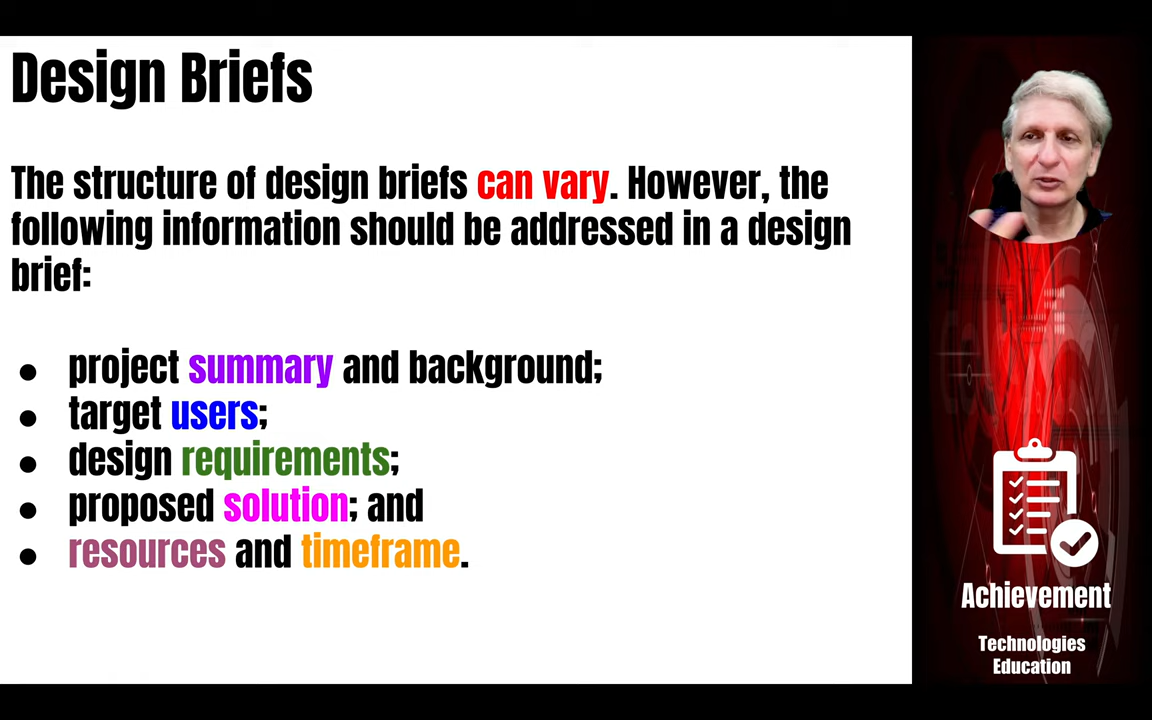 Design Briefs
The structure of design briefs can vary. However, the
following information should be addressed in a design
brief:
● project summary and background;
● target users;
● design requirements;
● proposed solution; and
● resources and timeframe.
Achievement
Technologies
Education